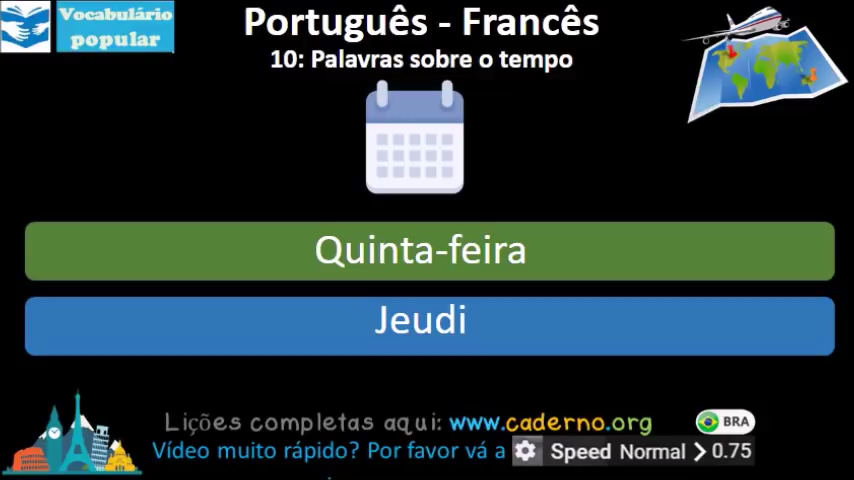 Vocabulário
popular
Português - Francês
10: Palavras sobre o tempo
Quinta-feira
Jeudi
Lições completas aqui: www.caderno.org
BRA
Vídeo muito rápido? Por favor vá a Speed Normal > 0.75